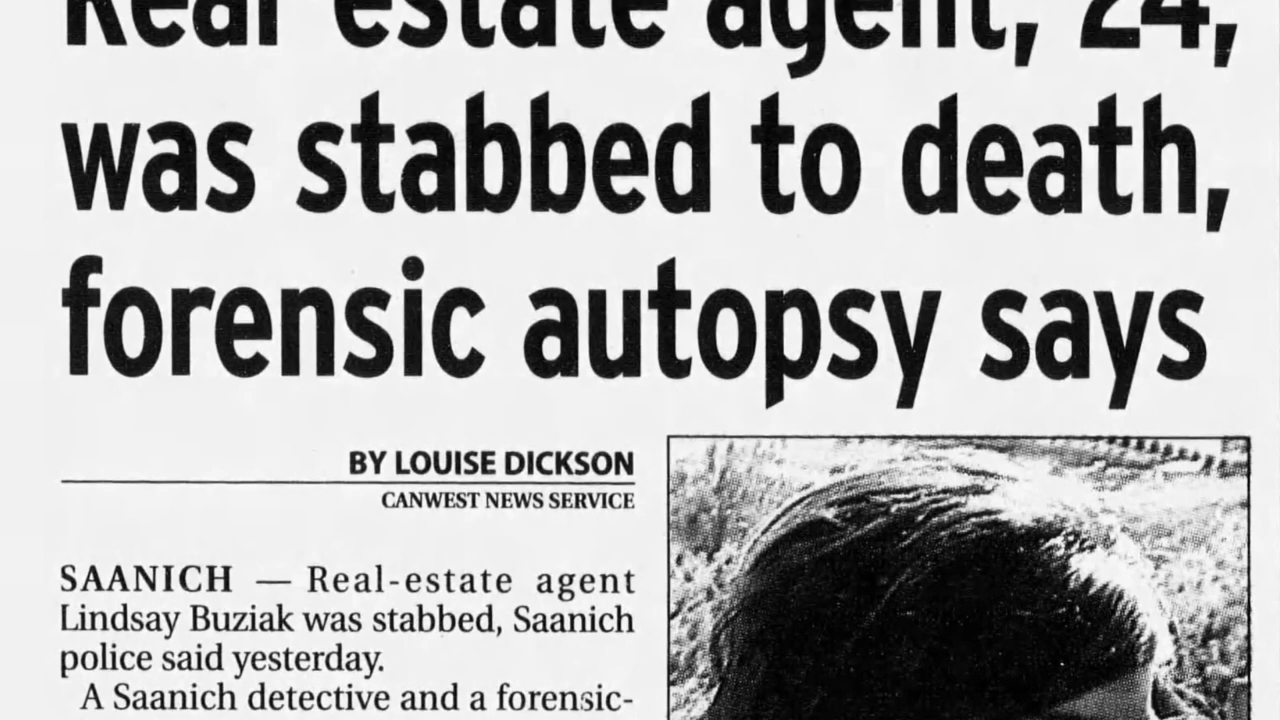 Real estate agent, 24,
was stabbed to death,
forensic autopsy says
BY LOUISE DICKSON
CANWEST NEWS SERVICE
SAANICH — Real-estate agent
Lindsay Buziak was stabbed, Saanich
police said yesterday.
A Saanich detective and a forensic-